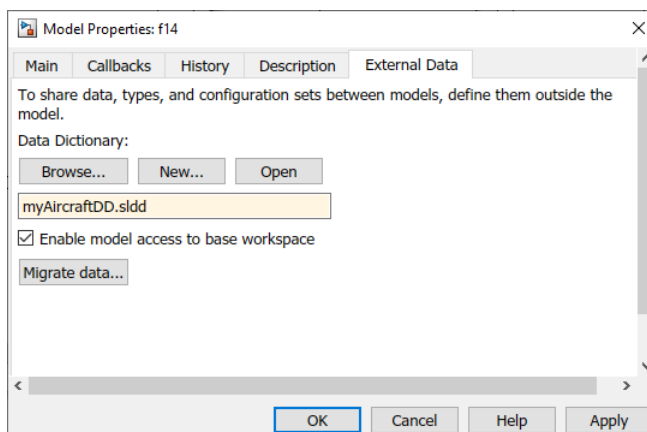 Model Properties: f14
Main Callbacks History Description External Data
To share data, types, and configuration sets between models, define them outside the
model.
Data Dictionary:
Browse... New... Open
myAircraftDD.sldd
Enable model access to base workspace
Migrate data...
OK Cancel Help Apply